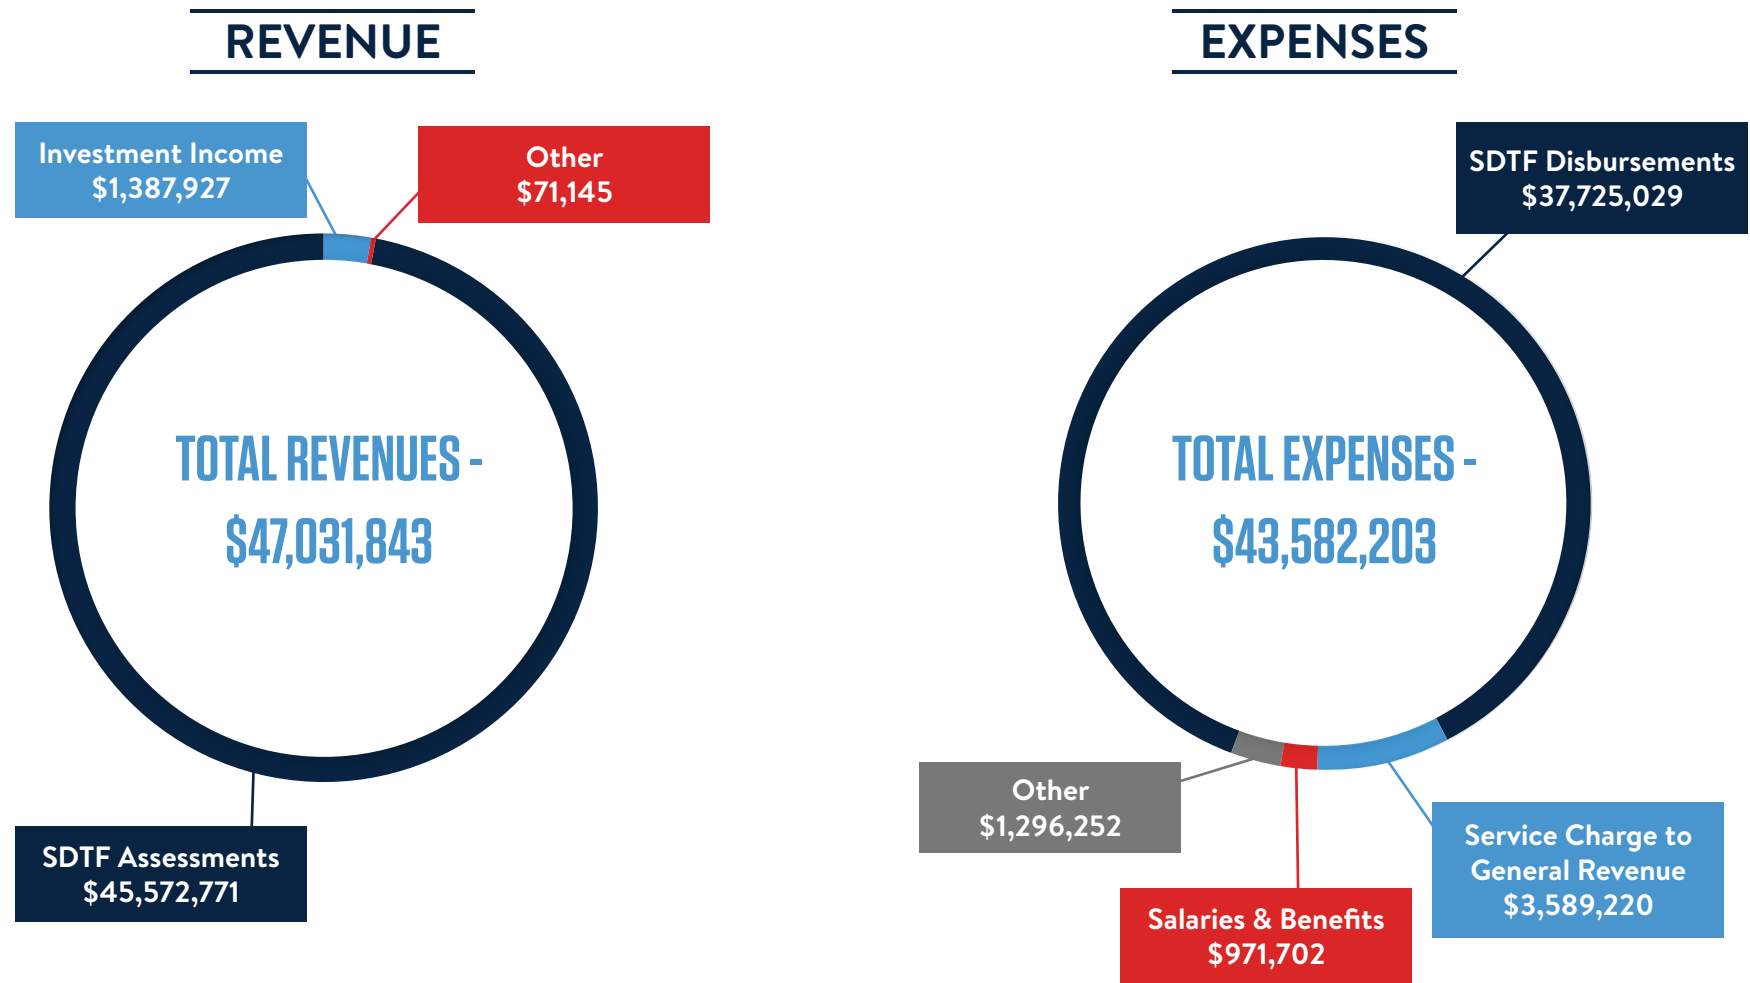 REVENUE
Investment Income
$1,387,927
Other
$71,145
TOTAL REVENUES -
$47,031,843
SDTF Assessments
$45,572,771
EXPENSES
SDTF Disbursements
$37,725,029
TOTAL EXPENSES -
$43,582,203
Other
$1,296,252
Salaries & Benefits
$971,702
Service Charge to
General Revenue
$3,589,220